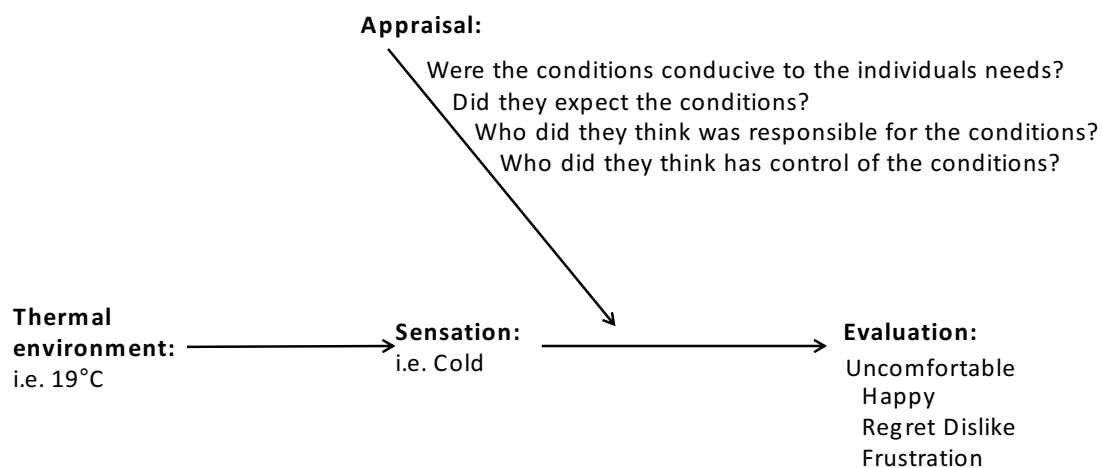 Appraisal:
Were the conditions conducive to the individuals needs?
Did they expect the conditions?
Who did they think was responsible for the conditions?
Who did they think has control of the conditions?
Thermal
environment:
i.e. 19°C
Sensation:
i.e. Cold
Evaluation:
Uncomfortable
Happy
Regret Dislike
Frustration